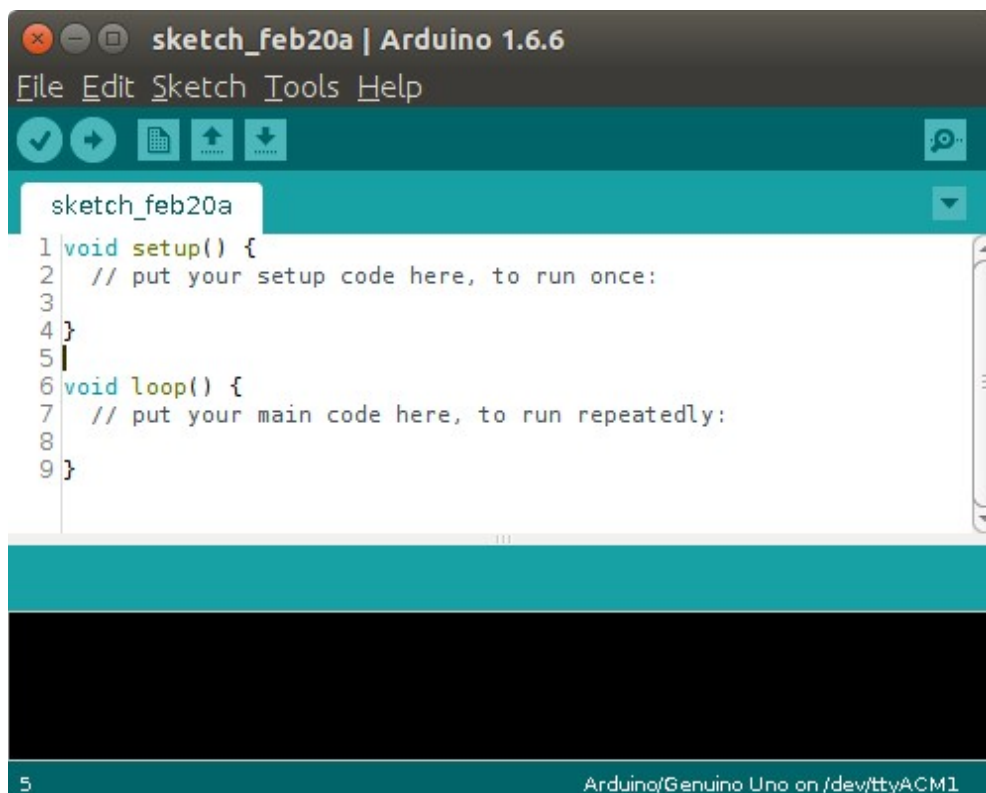 sketch_feb20a | Arduino 1.6.6
File Edit Sketch Tools Help
sketch_feb20a
1 void setup() {
2   // put your setup code here, to run once:
3
4 }
5
6 void loop() {
7   // put your main code here, to run repeatedly:
8
9 }
5 Arduino/Genuino Uno on /dev/ttyACM1